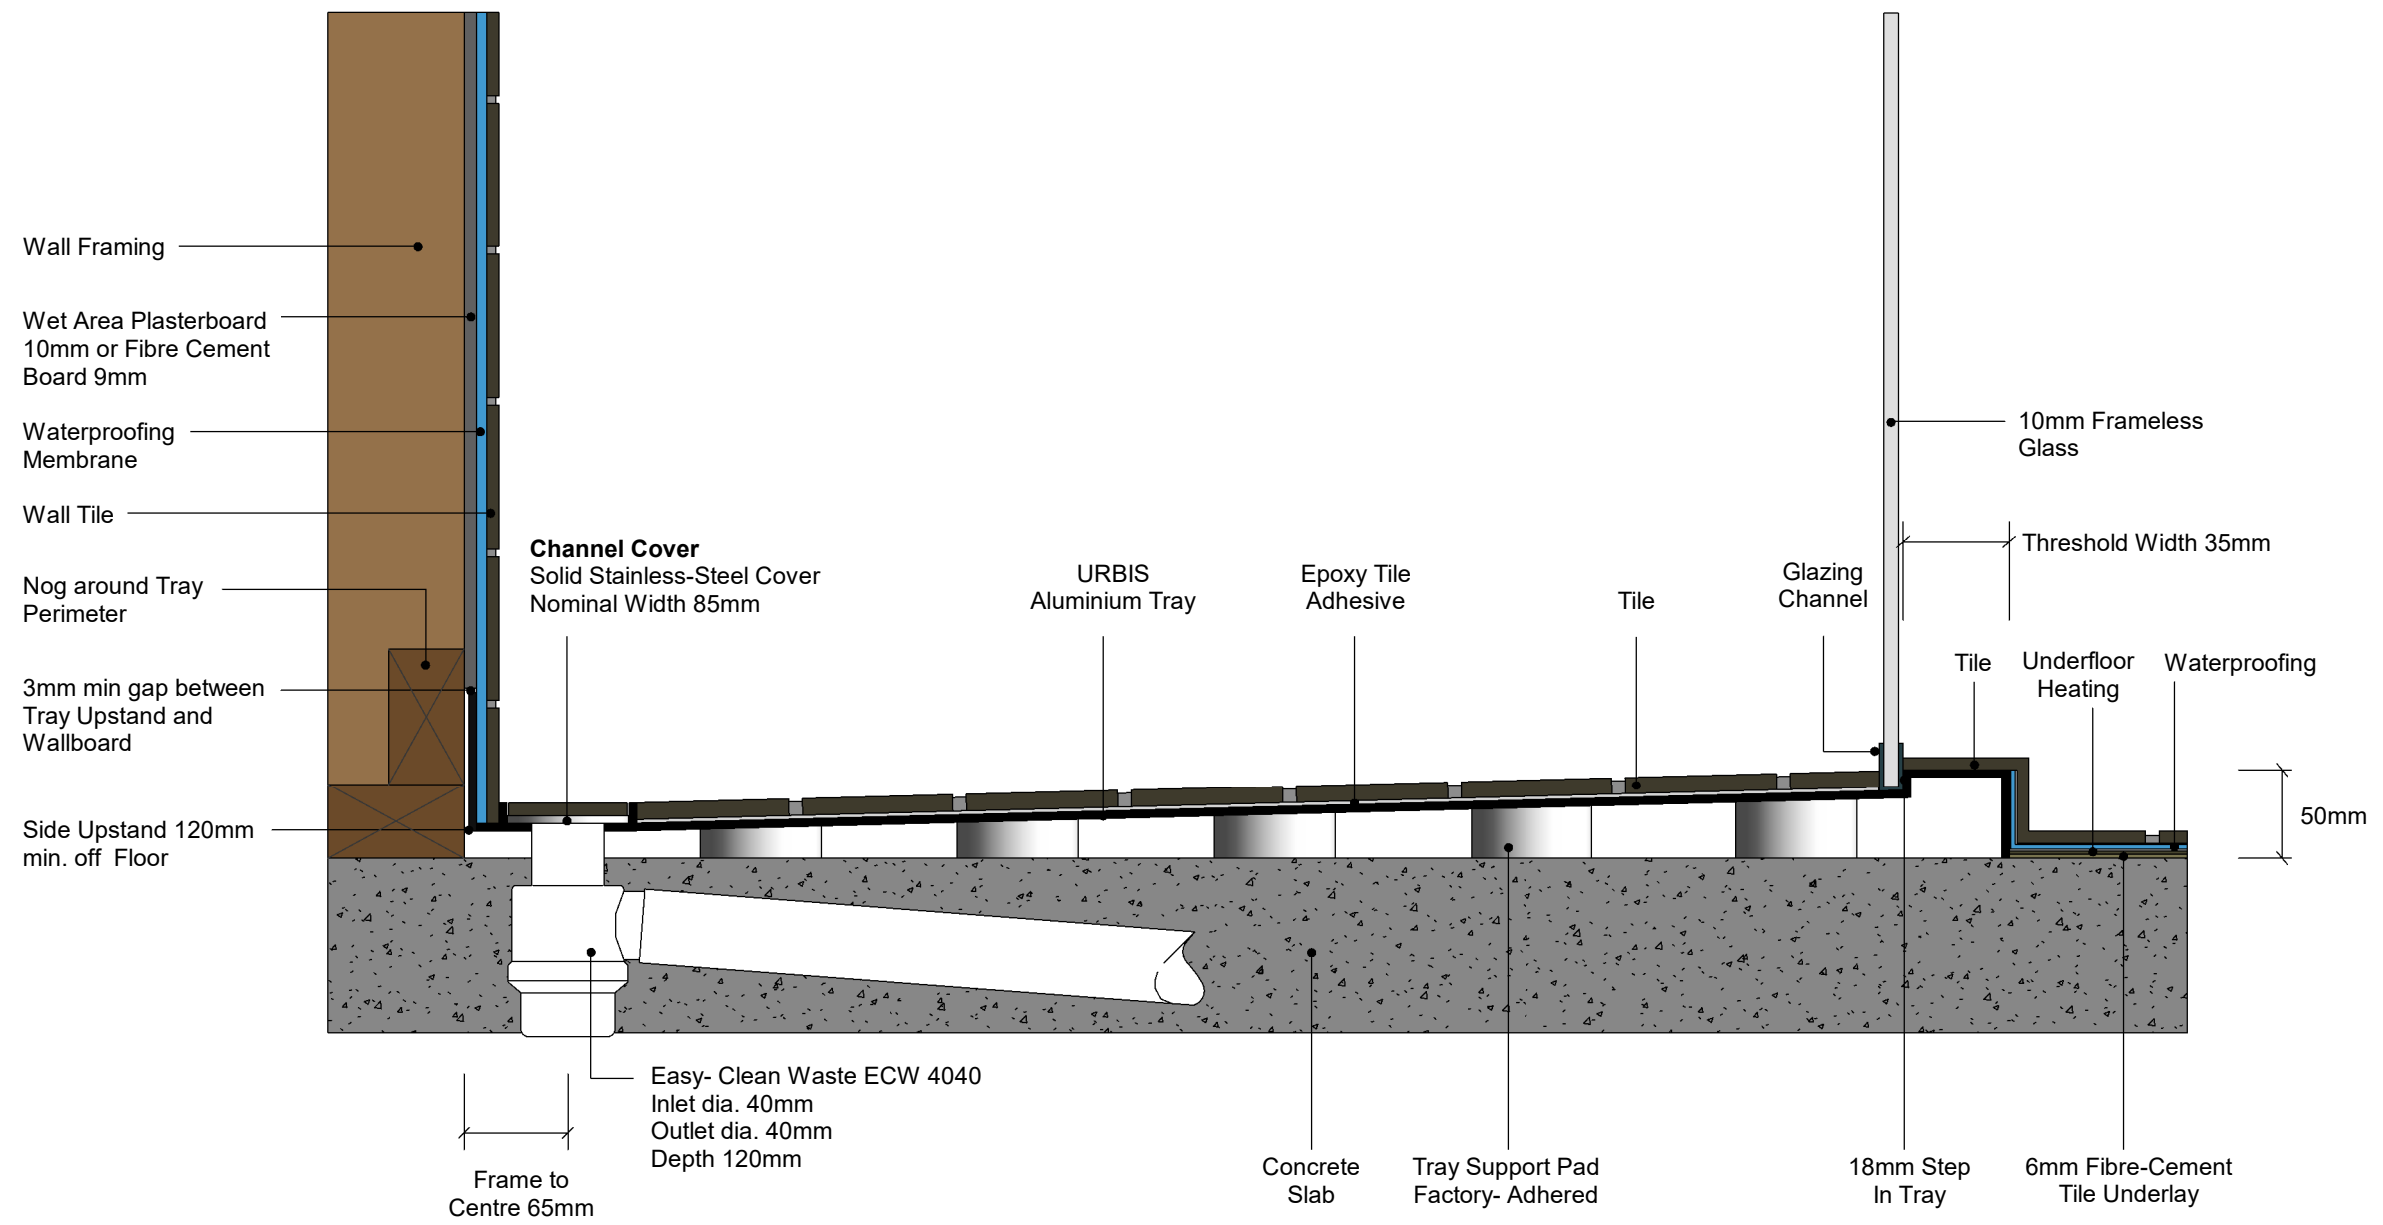 Wall Framing
Wet Area Plasterboard
10mm or Fibre Cement
Board 9mm
Waterproofing
Membrane
Wall Tile
Nog around Tray
Perimeter
3mm min gap between
Tray Upstand and
Wallboard
Side Upstand 120mm
min. off  Floor
Channel Cover
Solid Stainless-Steel Cover
Nominal Width 85mm
URBIS
Aluminium Tray
Epoxy Tile
Adhesive
Tile
Glazing
Channel
10mm Frameless
Glass
Threshold Width 35mm
Tile
Underfloor
Heating
Waterproofing
50mm
Easy- Clean Waste ECW 4040
Inlet dia. 40mm
Outlet dia. 40mm
Depth 120mm
Frame to
Centre 65mm
Concrete
Slab
Tray Support Pad
Factory- Adhered
18mm Step
In Tray
6mm Fibre-Cement
Tile Underlay